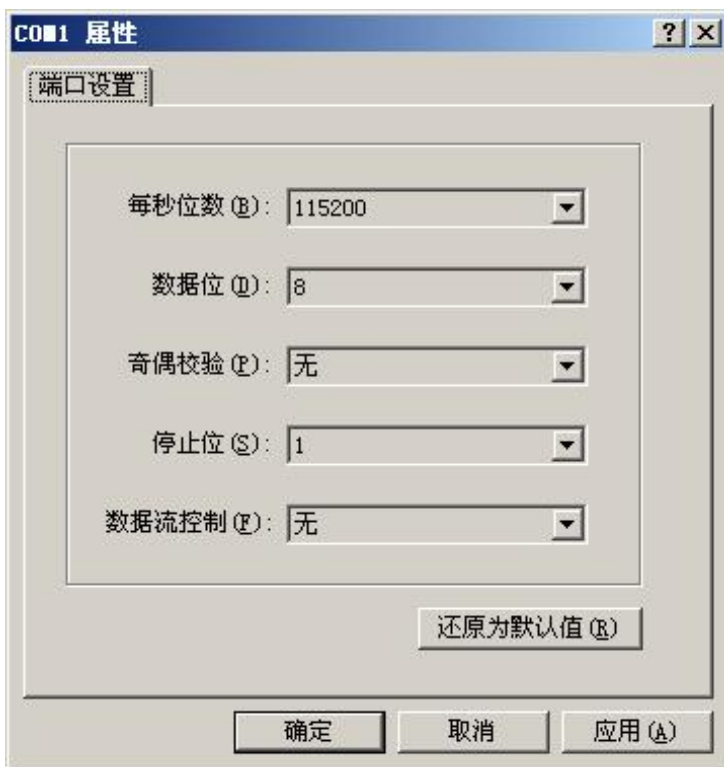 COM1 属性
端口设置
每秒位数(B): 115200
数据位(D): 8
奇偶校验(P): 无
停止位(S): 1
数据流控制(F): 无
还原为默认值(R)
确定 取消 应用(A)